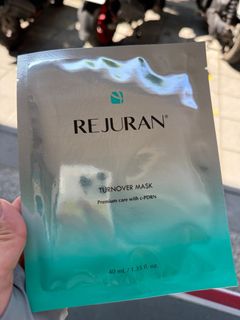 REJURAN®
TURNOVER MASK
Premium care with c-PDRN
40 mL / 1.35 fl. oz.